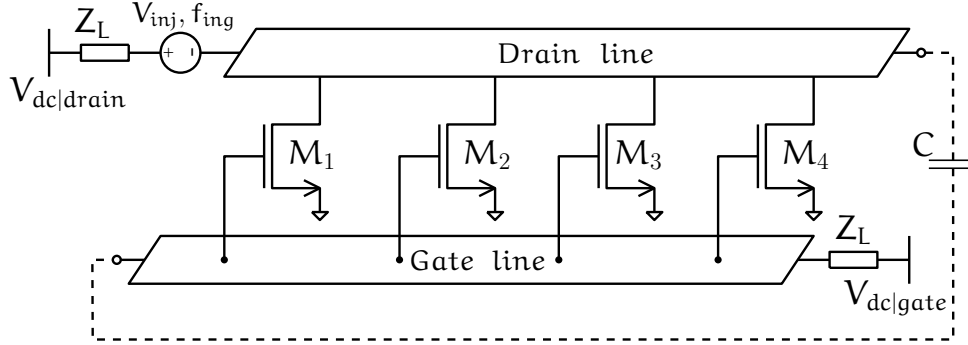 Z_L
V_inj, f_ing
+ -
V_dc|drain
Drain line
M_1
M_2
M_3
M_4
C
Gate line
Z_L
V_dc|gate